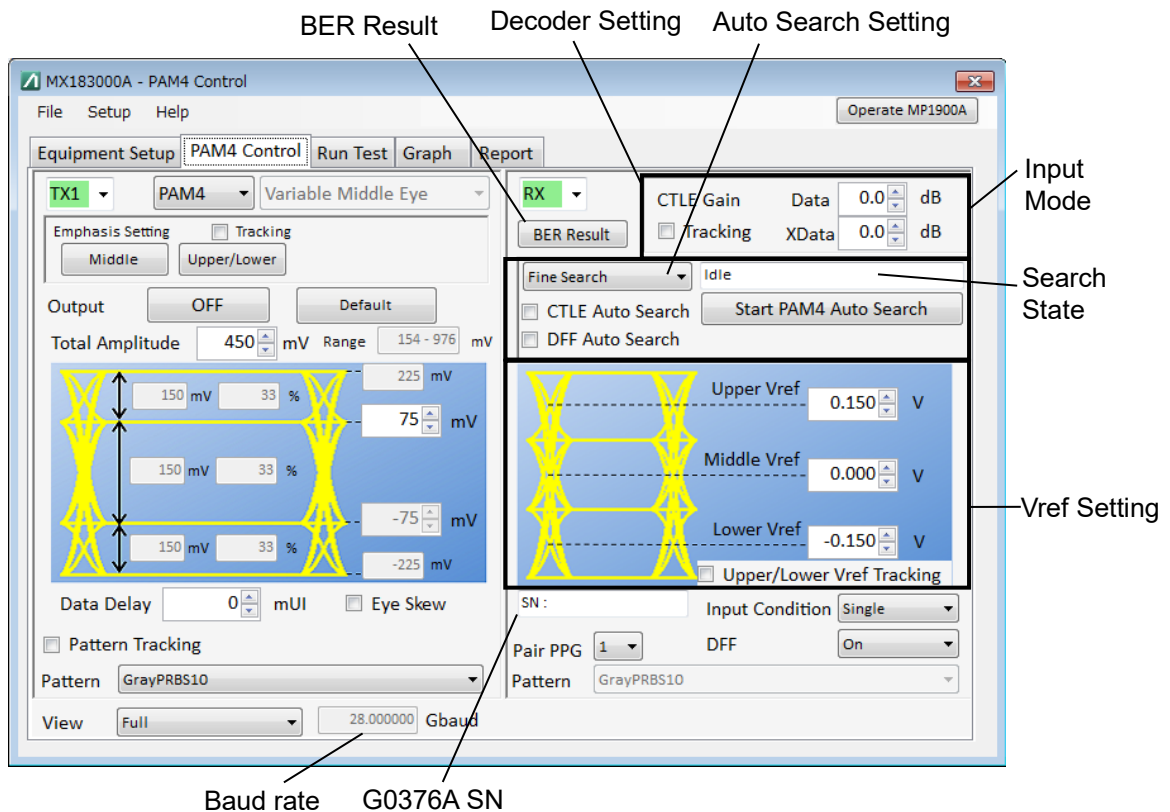 BER Result Decoder Setting Auto Search Setting
MX183000A - PAM4 Control
File Setup Help Operate MP1900A
Equipment Setup PAM4 Control Run Test Graph Report
TX1 PAM4 Variable Middle Eye
Emphasis Setting Tracking
Middle Upper/Lower
Output OFF Default
Total Amplitude 450 mV Range 154 - 976 mV
225 mV
150 mV 33 %
75 mV
150 mV 33 %
-75 mV
150 mV 33 %
-225 mV
Data Delay 0 mUI Eye Skew
Pattern Tracking
Pattern GrayPRBS10
View Full 28.000000 Gbaud
RX CTLE Gain Data 0.0 dB
BER Result Tracking XData 0.0 dB
Fine Search Idle
CTLE Auto Search Start PAM4 Auto Search
DFF Auto Search
Upper Vref 0.150 V
Middle Vref 0.000 V
Lower Vref -0.150 V
Upper/Lower Vref Tracking
SN : Input Condition Single
Pair PPG 1 DFF On
Pattern GrayPRBS10
Input
Mode
Search
State
Vref Setting
Baud rate G0376A SN